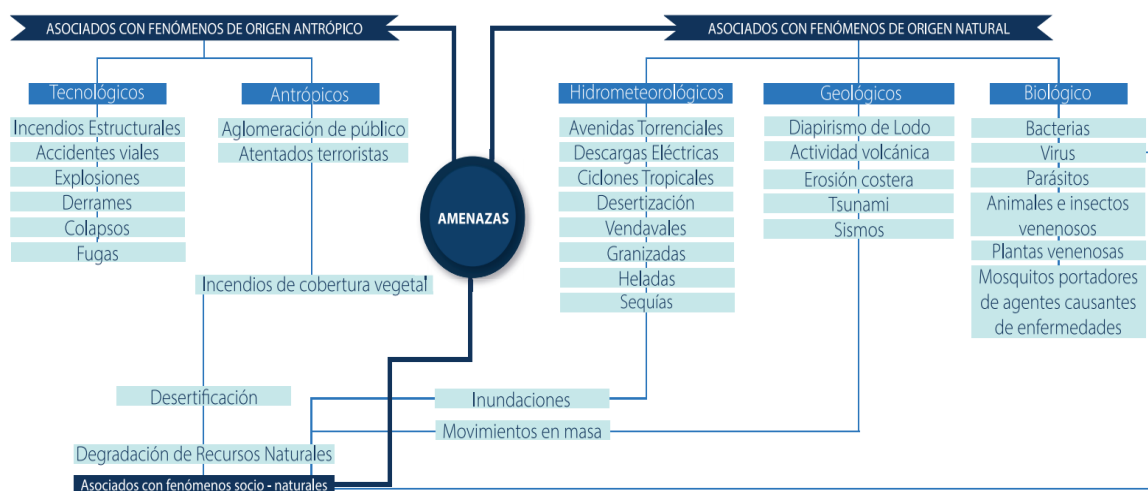 ASOCIADOS CON FENÓMENOS DE ORIGEN ANTRÓPICO
Tecnológicos
Incendios Estructurales
Accidentes viales
Explosiones
Derrames
Colapsos
Fugas
Antrópicos
Aglomeración de público
Atentados terroristas
Incendios de cobertura vegetal
Desertificación
Degradación de Recursos Naturales
Asociados con fenómenos socio - naturales
AMENAZAS
ASOCIADOS CON FENÓMENOS DE ORIGEN NATURAL
Hidrometeorológicos
Avenidas Torrenciales
Descargas Eléctricas
Ciclones Tropicales
Desertización
Vendavales
Granizadas
Heladas
Sequías
Inundaciones
Movimientos en masa
Geológicos
Diapirismo de Lodo
Actividad volcánica
Erosión costera
Tsunami
Sismos
Biológico
Bacterias
Virus
Parásitos
Animales e insectos
venenosos
Plantas venenosas
Mosquitos portadores
de agentes causantes
de enfermedades